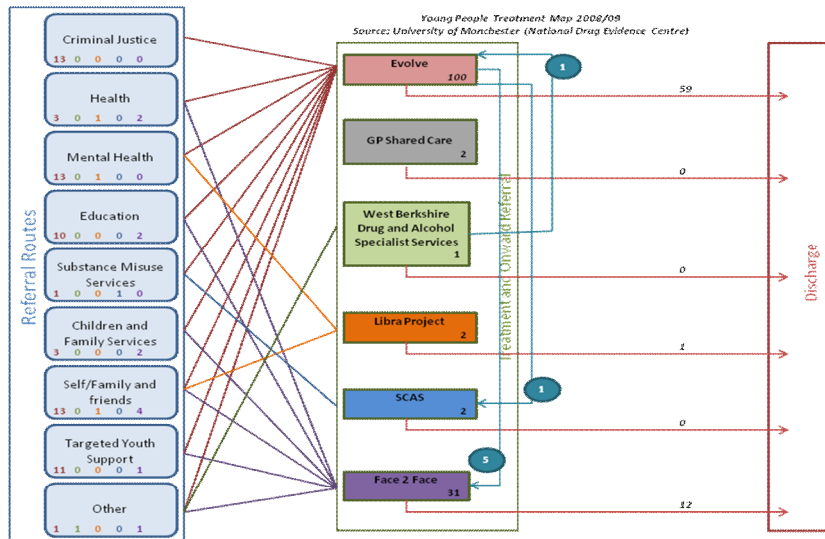 Young People Treatment Map 2008/09
Source: University of Manchester (National Drug Evidence Centre)
Referral Routes
Criminal Justice
13 0 0 0 0
Health
3 0 1 0 2
Mental Health
13 0 1 0 0
Education
10 0 0 0 2
Substance Misuse
Services
1 0 0 1 0
Children and
Family Services
3 0 0 0 2
Self/Family and
friends
13 0 1 0 4
Targeted Youth
Support
11 0 0 0 1
Other
1 1 0 0 1
Treatment and Onward Referral
Evolve
100
GP Shared Care
2
West Berkshire
Drug and Alcohol
Specialist Services
1
Libra Project
2
SCAS
2
Face 2 Face
31
1
1
5
59
0
0
1
0
12
Discharge